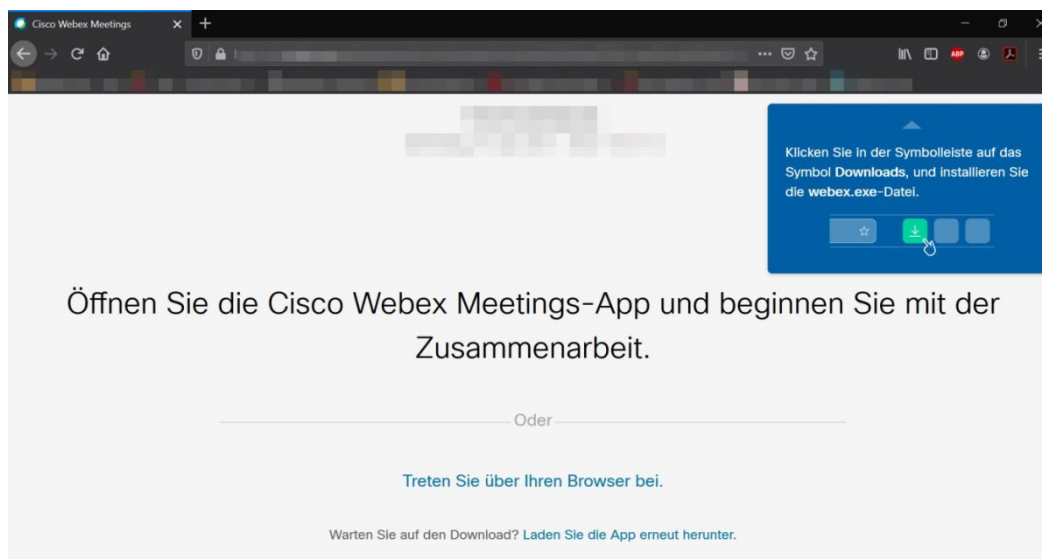 Cisco Webex Meetings
ABP
Klicken Sie in der Symbolleiste auf das
Symbol Downloads, und installieren Sie
die webex.exe-Datei.
Öffnen Sie die Cisco Webex Meetings-App und beginnen Sie mit der
Zusammenarbeit.
Oder
Treten Sie über Ihren Browser bei.
Warten Sie auf den Download? Laden Sie die App erneut herunter.